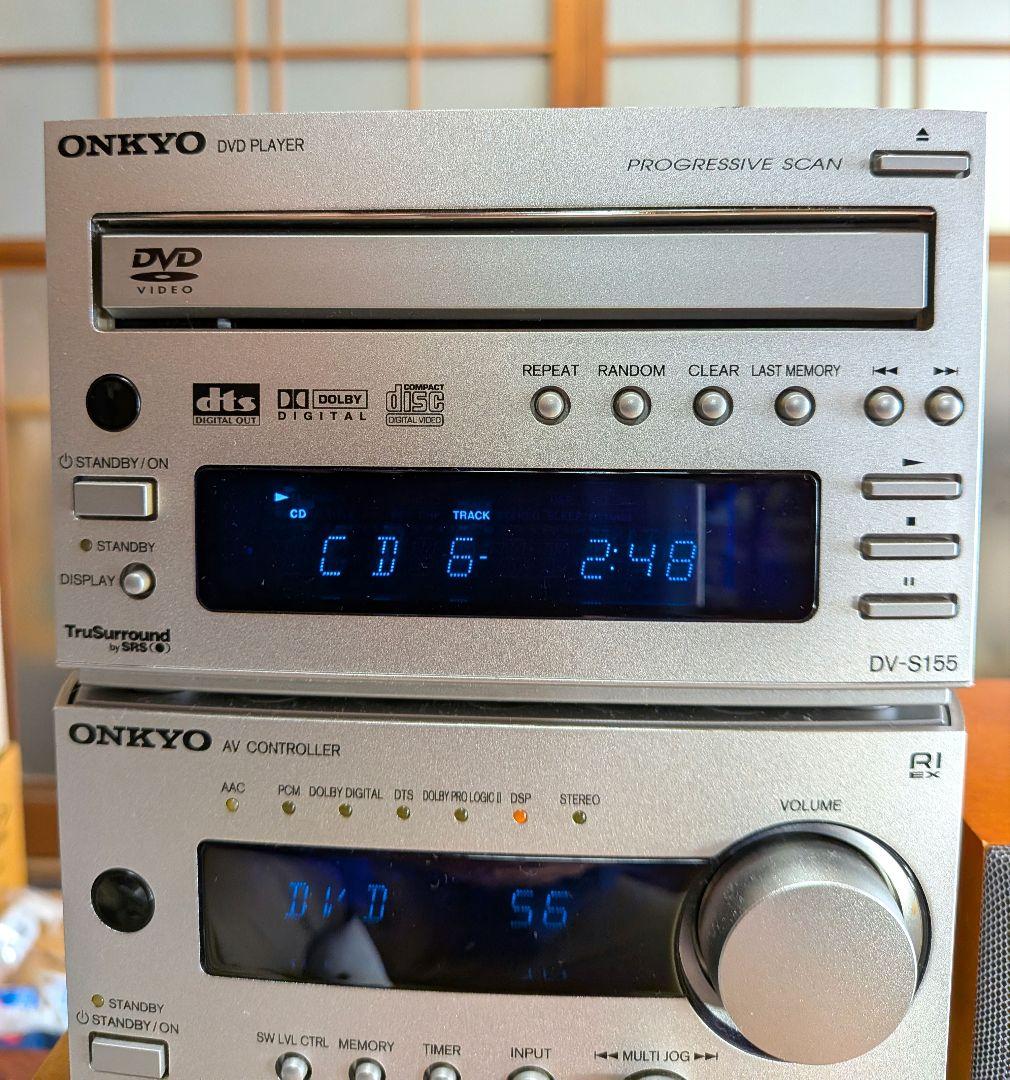 ONKYO DVD PLAYER
PROGRESSIVE SCAN
DVD
VIDEO
REPEAT RANDOM CLEAR LAST MEMORY
dts
DIGITAL OUT
DOLBY
DIGITAL
COMPACT
disc
DIGITAL VIDEO
STANDBY/ON
CD TRACK
CD 6- 2:48
STANDBY
DISPLAY
TruSurround
by SRS
DV-S155
ONKYO AV CONTROLLER
RI
EX
AAC PCM DOLBY DIGITAL DTS DOLBY PRO LOGIC II DSP STEREO
VOLUME
DVD 56
STANDBY
STANDBY/ON
SW LVL CTRL MEMORY TIMER INPUT MULTI JOG